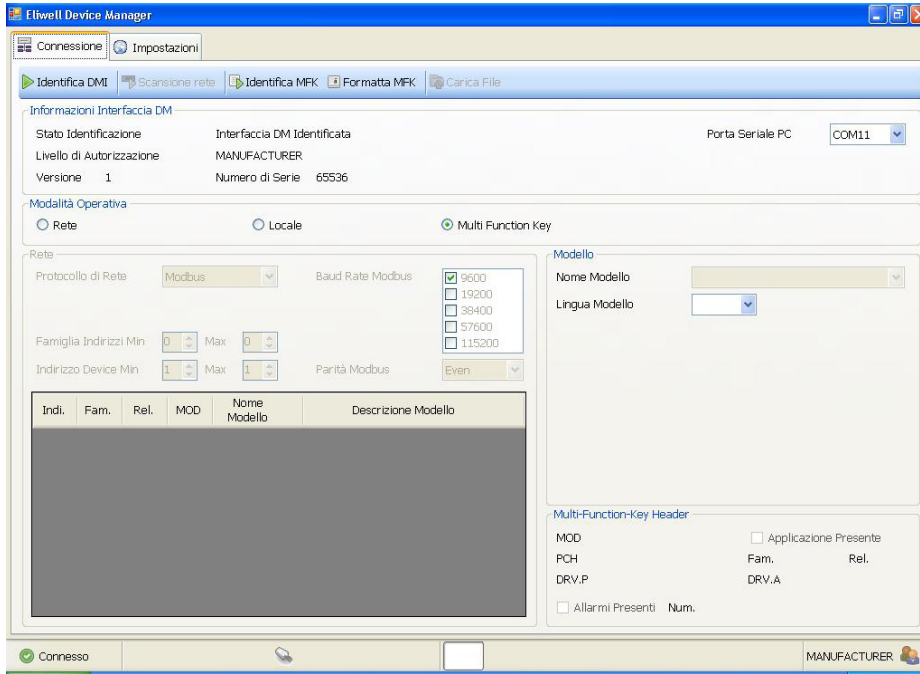 Eliwell Device Manager
Connessione Impostazioni
Identifica DMI Scansione rete Identifica MFK Formatta MFK Carica File
Informazioni Interfaccia DM
Stato Identificazione Interfaccia DM Identificata Porta Seriale PC COM11
Livello di Autorizzazione MANUFACTURER
Versione 1 Numero di Serie 65536
Modalità Operativa
Rete Locale Multi Function Key
Rete Modello
Protocollo di Rete Modbus Baud Rate Modbus 9600 Nome Modello
19200
38400 Lingua Modello
57600
Famiglia Indirizzi Min 0 Max 0 115200
Indirizzo Device Min 1 Max 1 Parità Modbus Even
Indi. Fam. Rel. MOD Nome Modello Descrizione Modello
Multi-Function-Key Header
MOD Applicazione Presente
PCH Fam. Rel.
DRV.P DRV.A
Allarmi Presenti Num.
Connesso MANUFACTURER